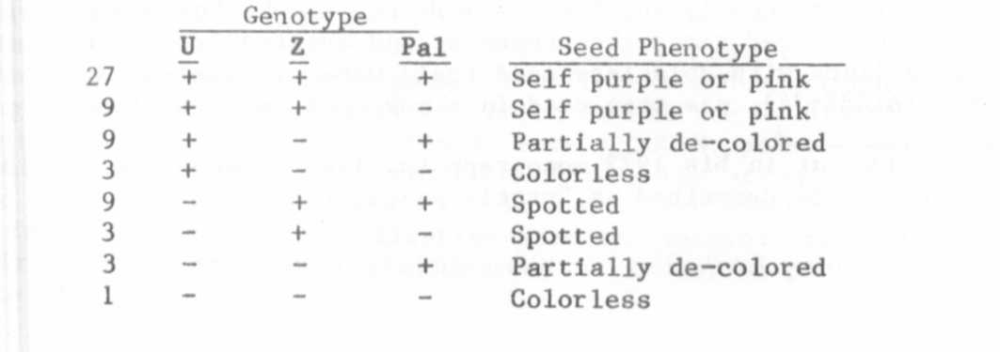 Genotype
U Z Pal Seed Phenotype
27 + + + Self purple or pink
9 + + - Self purple or pink
9 + - + Partially de-colored
3 + - - Colorless
9 - + + Spotted
3 - + - Spotted
3 - - + Partially de-colored
1 - - - Colorless